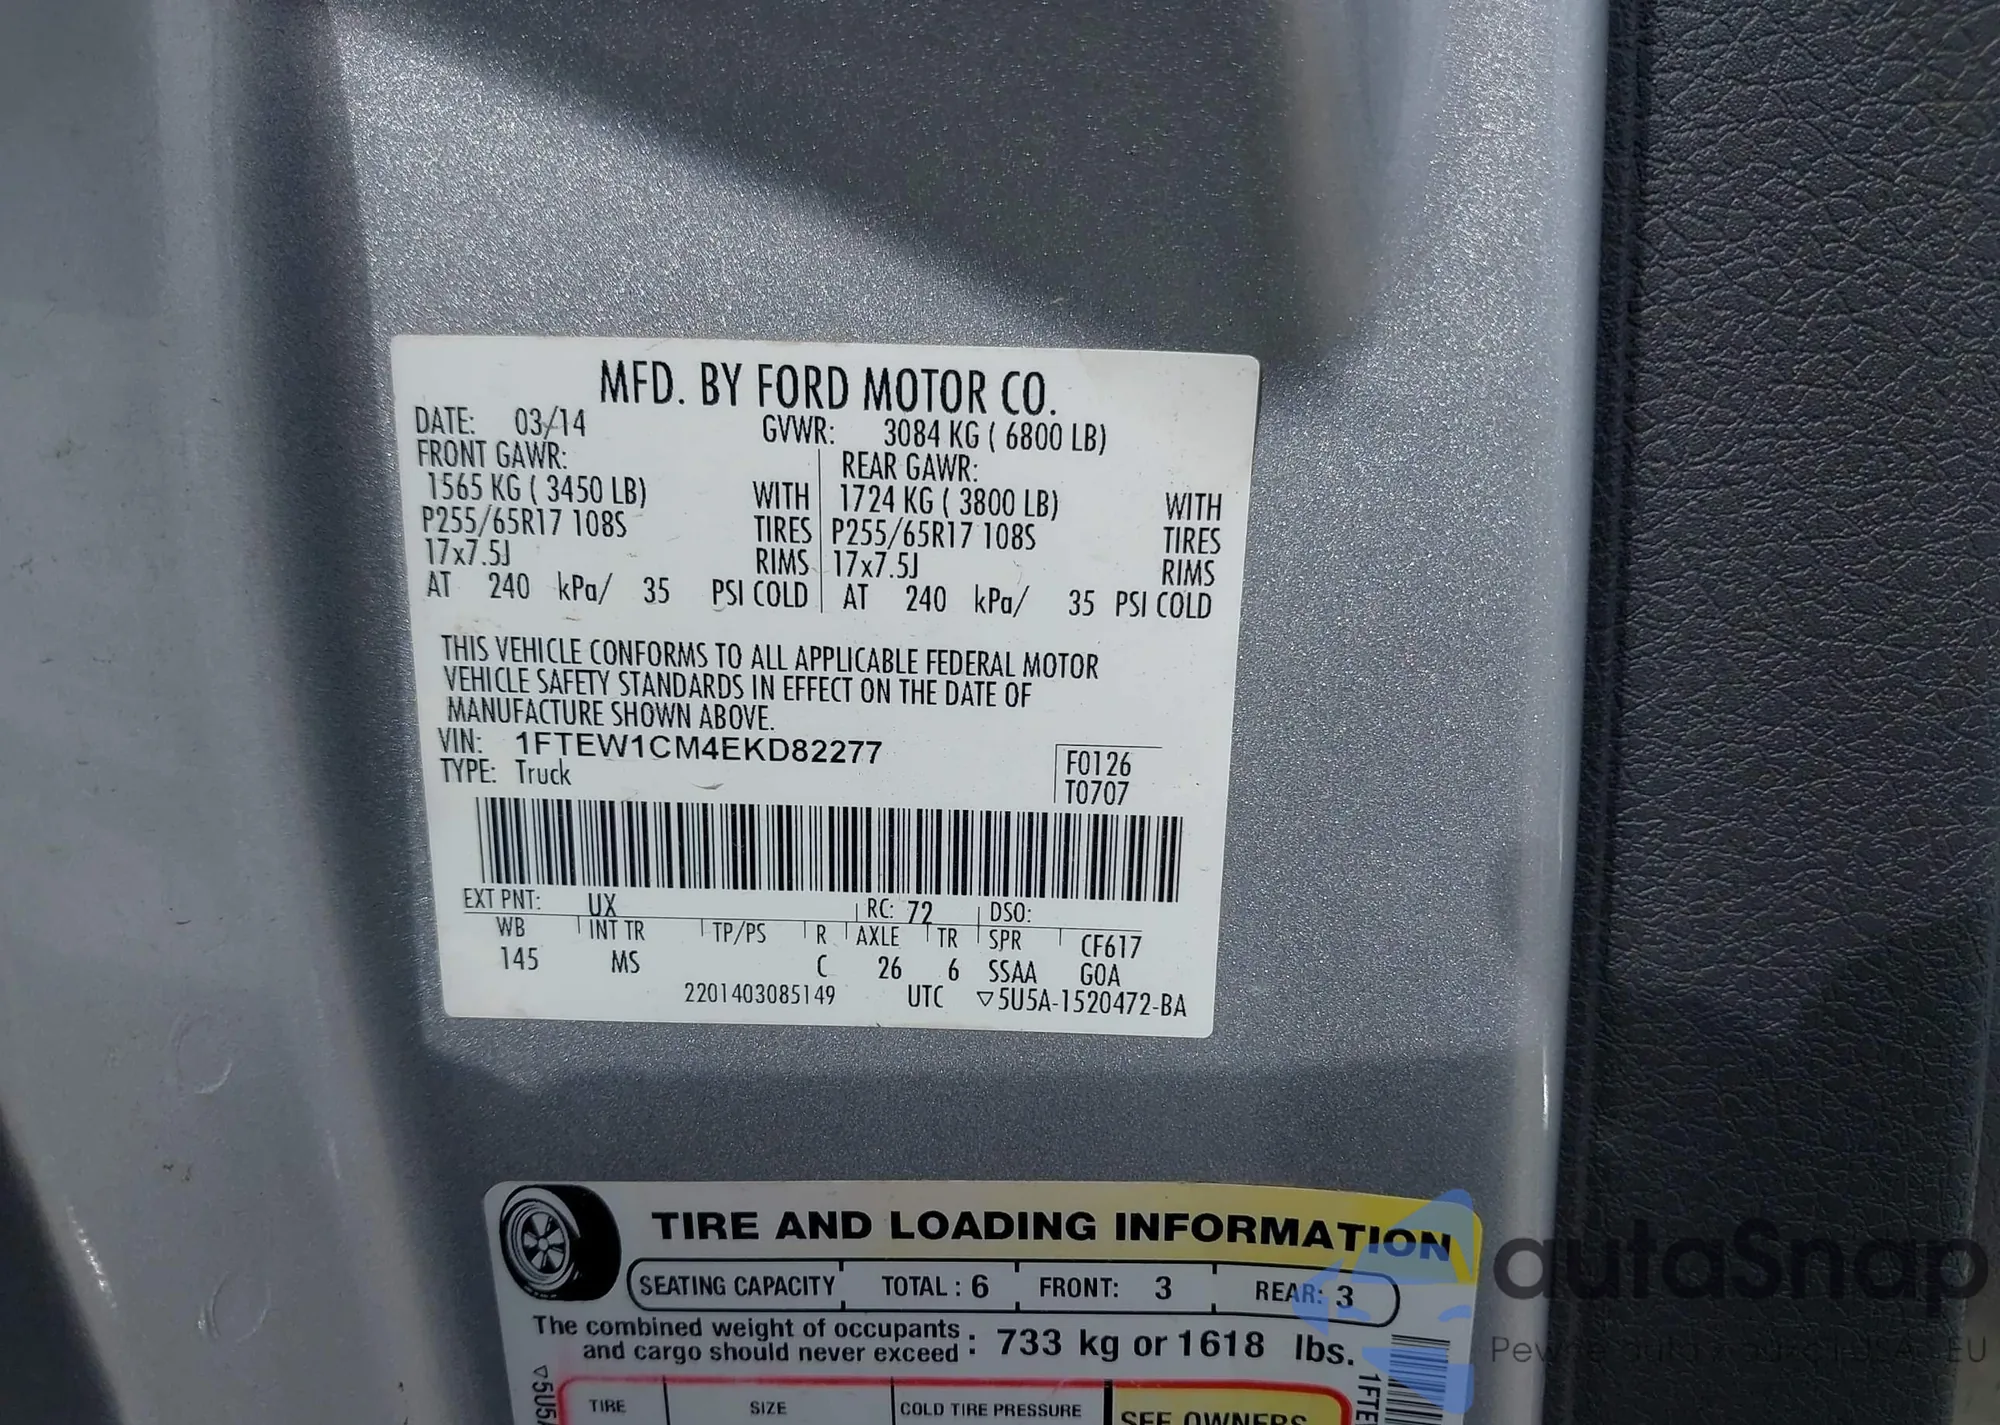 MFD. BY FORD MOTOR CO.
DATE: 03/14 GVWR: 3084 KG ( 6800 LB)
FRONT GAWR: REAR GAWR:
1565 KG ( 3450 LB) WITH 1724 KG ( 3800 LB) WITH
P255/65R17 108S TIRES P255/65R17 108S TIRES
17x7.5J RIMS 17x7.5J RIMS
AT 240 kPa/ 35 PSI COLD AT 240 kPa/ 35 PSI COLD
THIS VEHICLE CONFORMS TO ALL APPLICABLE FEDERAL MOTOR
VEHICLE SAFETY STANDARDS IN EFFECT ON THE DATE OF
MANUFACTURE SHOWN ABOVE.
VIN: 1FTEW1CM4EKD82277
TYPE: Truck
F0126
T0707
EXT PNT: UX RC: 72 DSO:
WB INT TR TP/PS R AXLE TR SPR CF617
145 MS C 26 6 SSAA GOA
2201403085149 UTC ▽5U5A-1520472-BA
TIRE AND LOADING INFORMATION
SEATING CAPACITY TOTAL : 6 FRONT: 3 REAR: 3
The combined weight of occupants
and cargo should never exceed : 733 kg or 1618 lbs.
TIRE SIZE COLD TIRE PRESSURE SEE OWNERS
▽5U5
1FTE
autoSnap